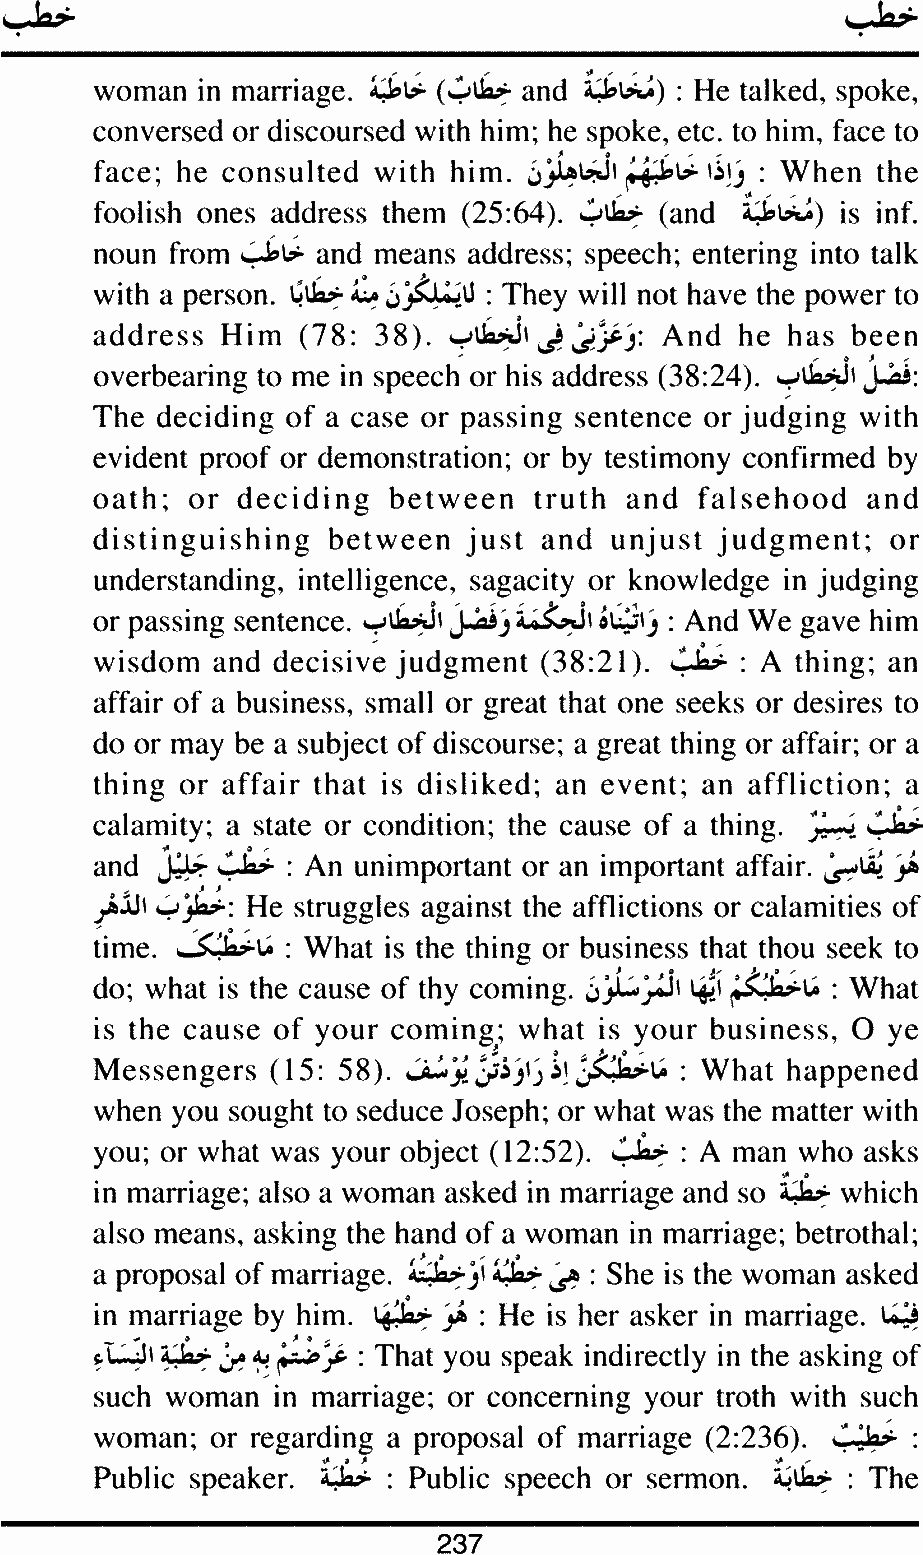 خطب خطب
woman in marriage. خَاطَبَهُ (خِطَابٌ and مُخَاطَبَةٌ) : He talked, spoke,
conversed or discoursed with him; he spoke, etc. to him, face to
face; he consulted with him. وَإِذَا خَاطَبَهُمُ الْجَاهِلُوْنَ : When the
foolish ones address them (25:64). خِطَابٌ (and مُخَاطَبَةٌ) is inf.
noun from خَاطَبَ and means address; speech; entering into talk
with a person. لَايَمْلِكُوْنَ مِنْهُ خِطَابًا : They will not have the power to
address Him (78: 38). وَعَزَّنِىْ فِى الْخِطَابِ: And he has been
overbearing to me in speech or his address (38:24). فَصْلُ الْخِطَابِ:
The deciding of a case or passing sentence or judging with
evident proof or demonstration; or by testimony confirmed by
oath; or deciding between truth and falsehood and
distinguishing between just and unjust judgment; or
understanding, intelligence, sagacity or knowledge in judging
or passing sentence. وَاتَيْنَاهُ الْحِكْمَةَ وَفَصْلَ الْخِطَابِ : And We gave him
wisdom and decisive judgment (38:21). خَطْبٌ : A thing; an
affair of a business, small or great that one seeks or desires to
do or may be a subject of discourse; a great thing or affair; or a
thing or affair that is disliked; an event; an affliction; a
calamity; a state or condition; the cause of a thing. خَطْبٌ يَسِيْرٌ
and خَطْبٌ جَلِيْلٌ : An unimportant or an important affair. هُوَ يُقَاسِىْ
خُطُوْبَ الدَّهْرِ: He struggles against the afflictions or calamities of
time. مَاخَطْبُكَ : What is the thing or business that thou seek to
do; what is the cause of thy coming. مَاخَطْبُكُمْ اَيُّهَا الْمُرْسَلُوْنَ : What
is the cause of your coming; what is your business, O ye
Messengers (15: 58). مَاخَطْبُكُنَّ إِذْ رَاوَدْتُّنَّ يُوْسُفَ : What happened
when you sought to seduce Joseph; or what was the matter with
you; or what was your object (12:52). خِطْبٌ : A man who asks
in marriage; also a woman asked in marriage and so خِطْبَةٌ which
also means, asking the hand of a woman in marriage; betrothal;
a proposal of marriage. هِىَ خِطْبُهُ اَوْ خِطْبَتُهُ : She is the woman asked
in marriage by him. هُوَ خِطْبُهَا : He is her asker in marriage. فِيْمَا
عَرَّضْتُمْ بِهِ مِنْ خِطْبَةِ النِّسَآءِ : That you speak indirectly in the asking of
such woman in marriage; or concerning your troth with such
woman; or regarding a proposal of marriage (2:236). خَطِيْبٌ :
Public speaker. خُطْبَةٌ : Public speech or sermon. خِطَابَةٌ : The
237